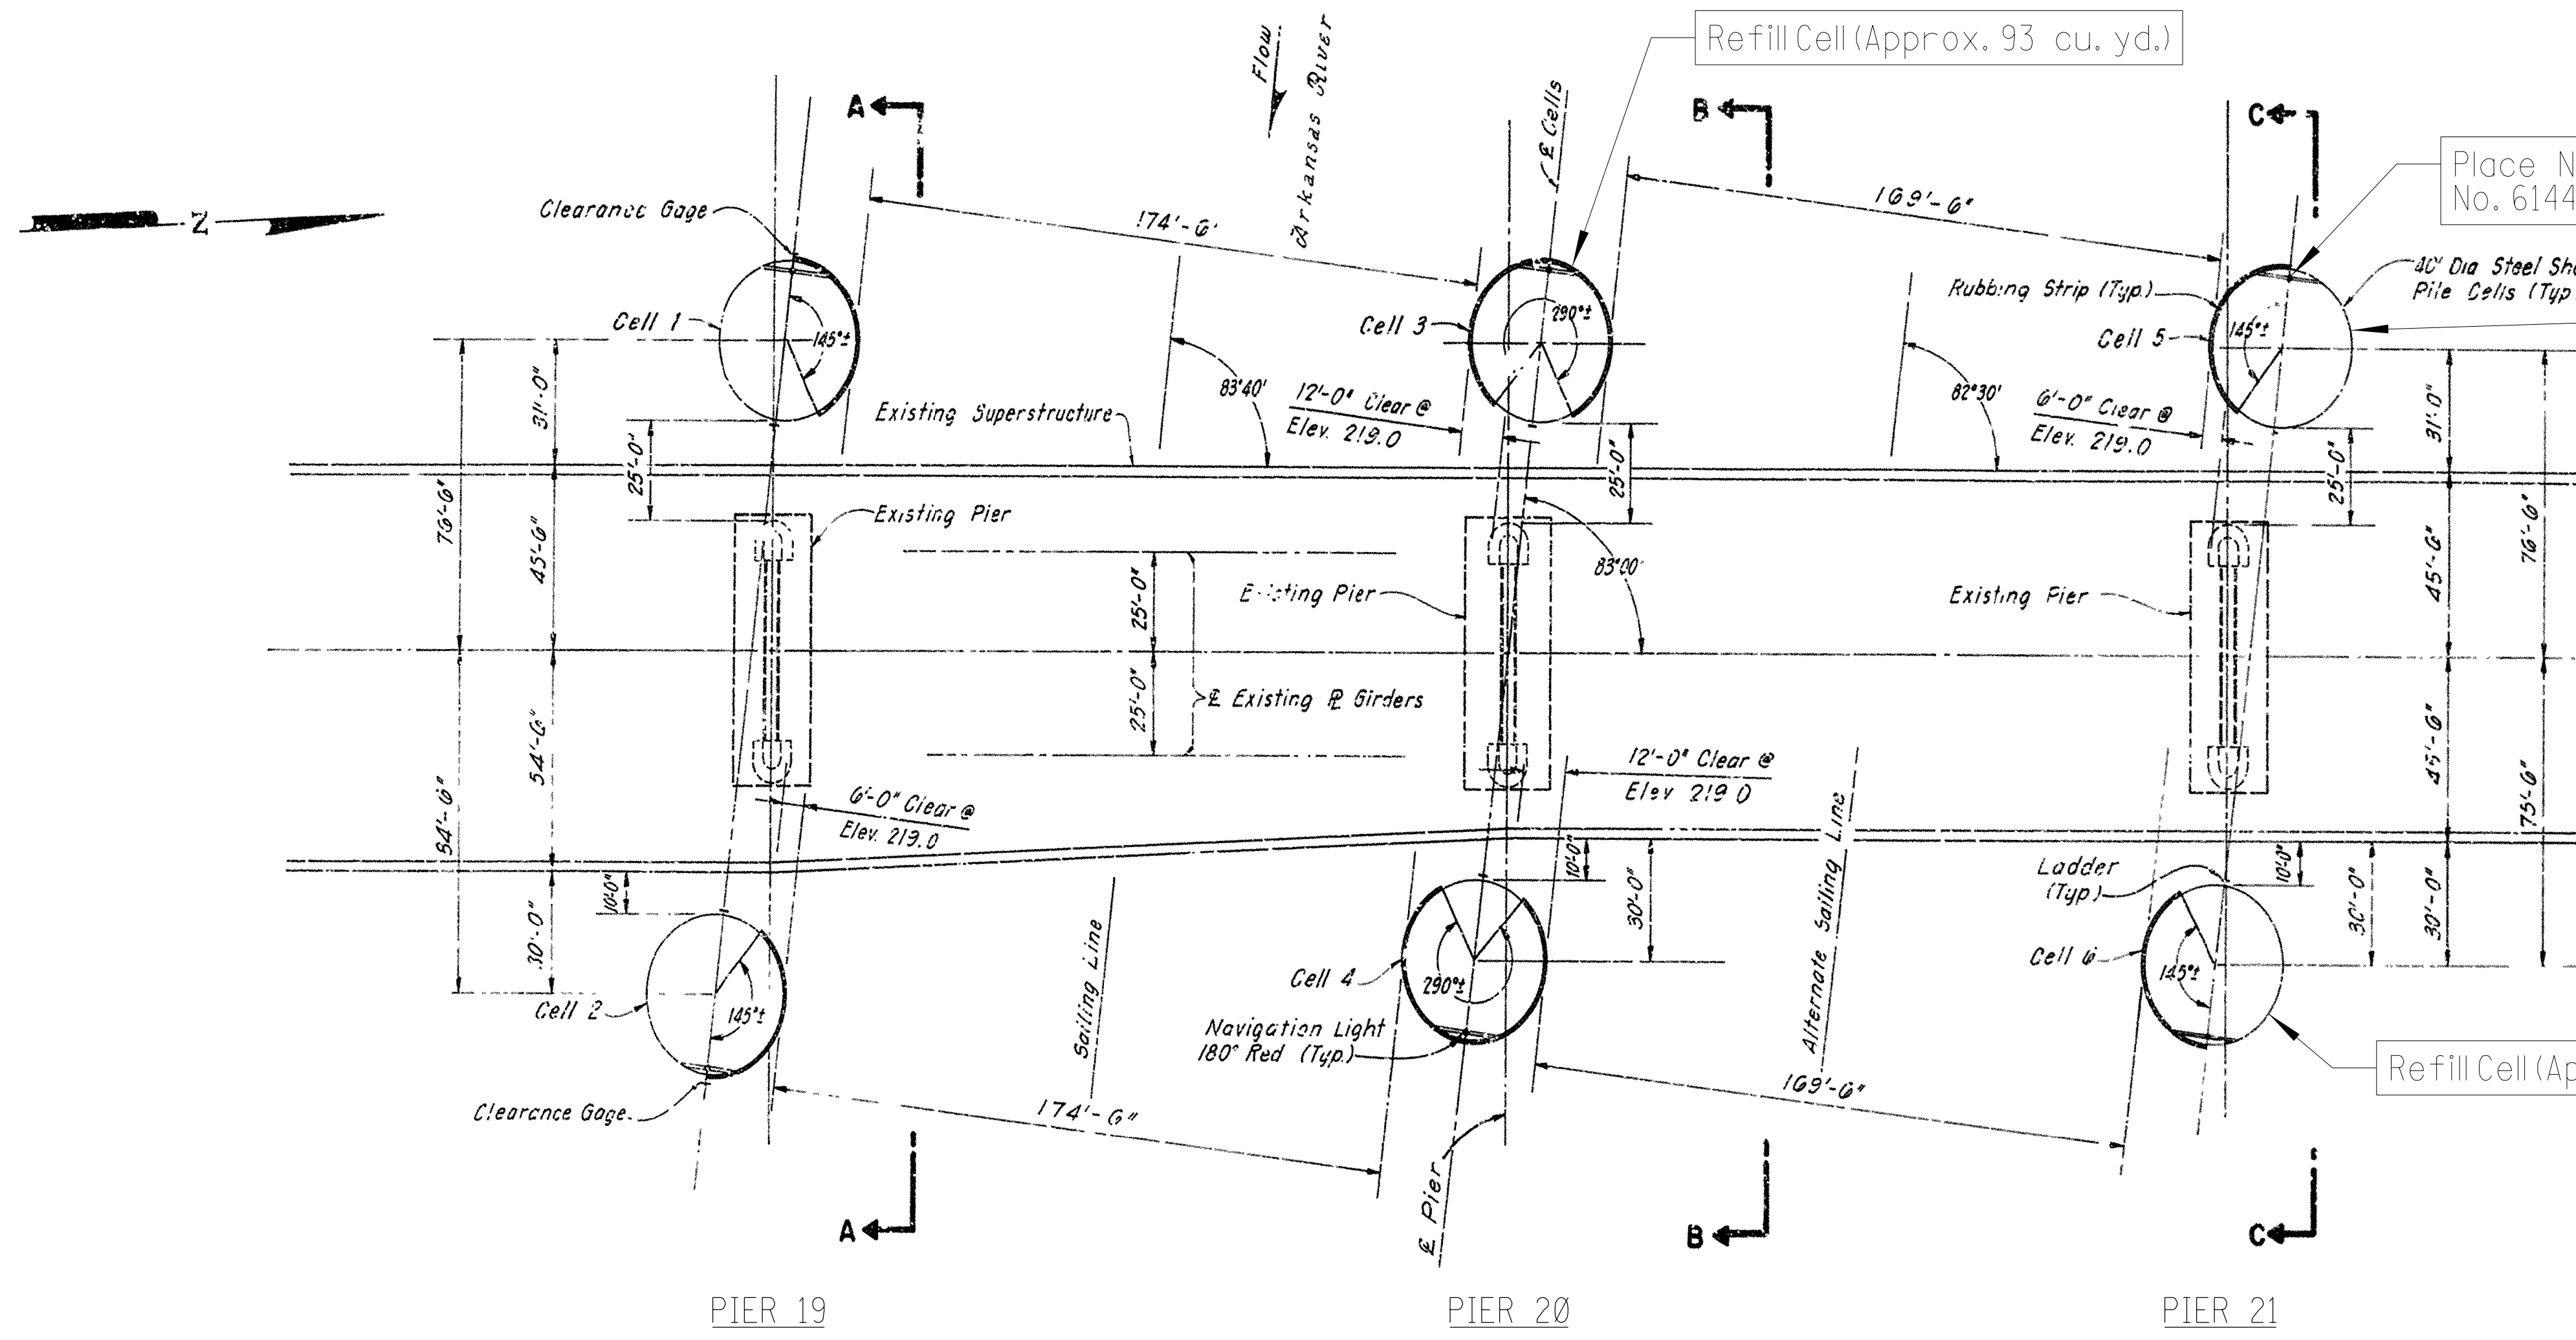 Refill Cell (Approx. 93 cu. yd.)
Flow
Arkansas River
℄ Cells
A
B
C
Place N
No. 6144
N
Clearance Gage
174'-6"
169'-6"
40' Dia Steel She
Pile Cells (Typ
Rubbing Strip (Typ.)
Cell 1
145°±
Cell 3
290°±
Cell 5
145°±
83°40'
82°30'
12'-0" Clear @
Elev. 219.0
6'-0" Clear @
Elev. 219.0
Existing Superstructure
31'-0"
25'-0"
25'-0"
25'-0"
31'-0"
76'-6"
45'-6"
Existing Pier
25'-0"
83°00'
Existing Pier
Existing Pier
45'-6"
76'-6"
25'-0"
℄ Existing ⅊ Girders
54'-6"
84'-6"
12'-0" Clear @
Elev 219.0
6'-0" Clear @
Elev. 219.0
45'-6"
75'-6"
10'-0"
10'-0"
10'-0"
Ladder
(Typ.)
30'-0"
30'-0"
30'-0"
30'-0"
Sailing Line
Alternate Sailing Line
Cell 2
145°±
Cell 4
290°±
Cell 6
145°±
Navigation Light
180° Red (Typ.)
Refill Cell (Ap
Clearance Gage
174'-6"
169'-6"
℄ Pier
A
B
C
PIER 19
PIER 20
PIER 21